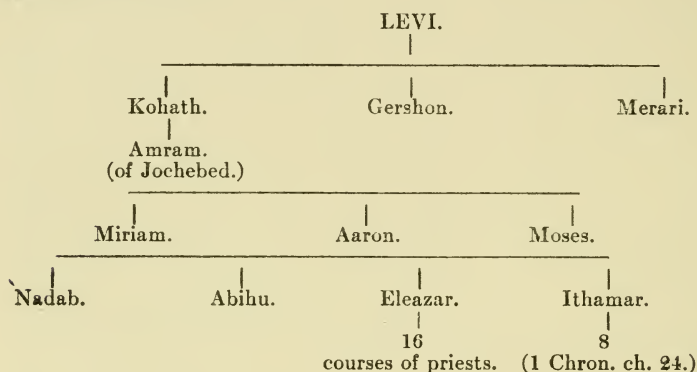 LEVI.
Kohath. Gershon. Merari.
Amram.
(of Jochebed.)
Miriam. Aaron. Moses.
Nadab. Abihu. Eleazar. Ithamar.
16 8
courses of priests. (1 Chron. ch. 24.)